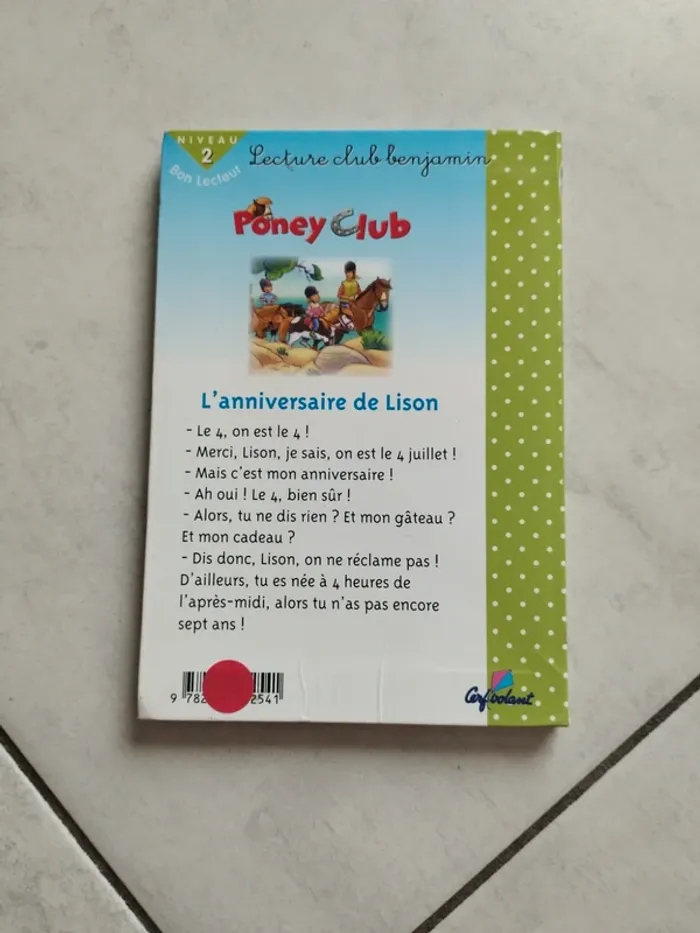 NIVEAU
2
Bon Lecteur
Lecture club benjamin
Poney Club
L'anniversaire de Lison
- Le 4, on est le 4 !
- Merci, Lison, je sais, on est le 4 juillet !
- Mais c'est mon anniversaire !
- Ah oui ! Le 4, bien sûr !
- Alors, tu ne dis rien ? Et mon gâteau ?
Et mon cadeau ?
- Dis donc, Lison, on ne réclame pas !
D'ailleurs, tu es née à 4 heures de
l'après-midi, alors tu n'as pas encore
sept ans !
9 782 2541
Cerf volant